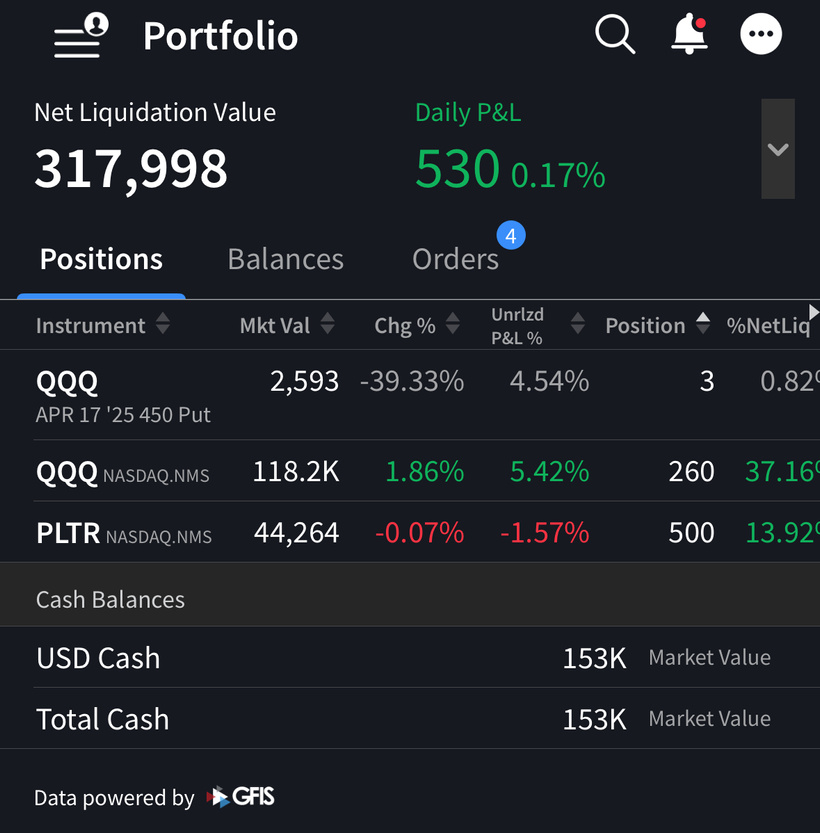 Portfolio
Net Liquidation Value Daily P&L
317,998 530 0.17%
Positions Balances Orders 4
Instrument Mkt Val Chg % Unrlzd P&L % Position %NetLiq
QQQ 2,593 -39.33% 4.54% 3 0.82%
APR 17 '25 450 Put
QQQ NASDAQ.NMS 118.2K 1.86% 5.42% 260 37.16%
PLTR NASDAQ.NMS 44,264 -0.07% -1.57% 500 13.92%
Cash Balances
USD Cash 153K Market Value
Total Cash 153K Market Value
Data powered by GFIS